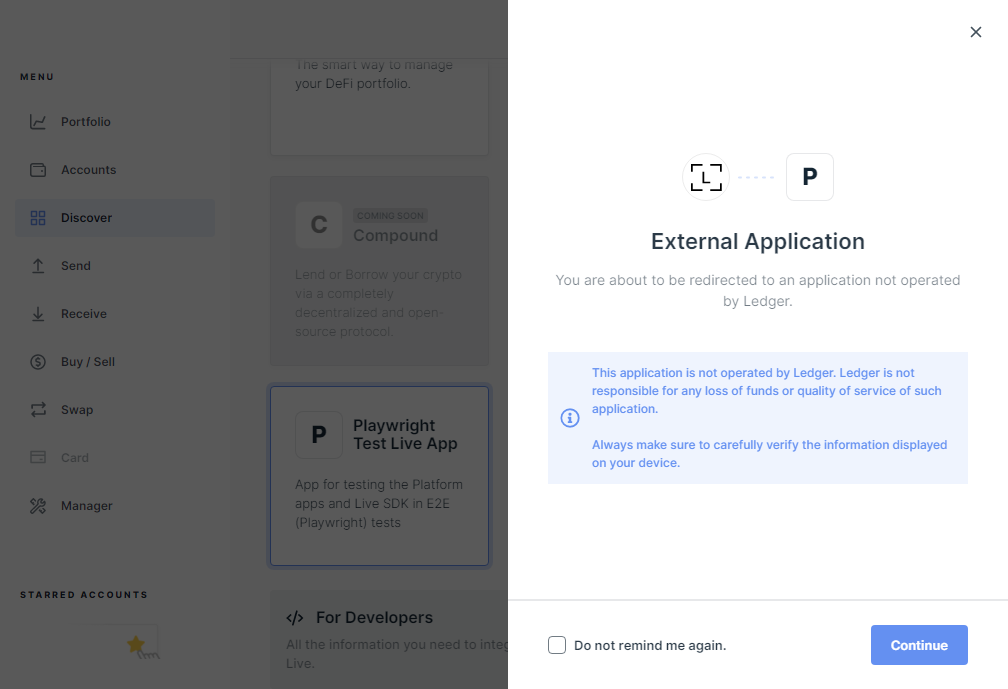 MENU
Portfolio
Accounts
Discover
Send
Receive
Buy / Sell
Swap
Card
Manager
STARRED ACCOUNTS
The smart way to manage
your DeFi portfolio.
C
COMING SOON
Compound
Lend or Borrow your crypto
via a completely
decentralized and open-
source protocol.
P
Playwright
Test Live App
App for testing the Platform
apps and Live SDK in E2E
(Playwright) tests
</> For Developers
All the information you need to integ
Live.
L
P
External Application
You are about to be redirected to an application not operated
by Ledger.
This application is not operated by Ledger. Ledger is not
responsible for any loss of funds or quality of service of such
application.
Always make sure to carefully verify the information displayed
on your device.
Do not remind me again.
Continue